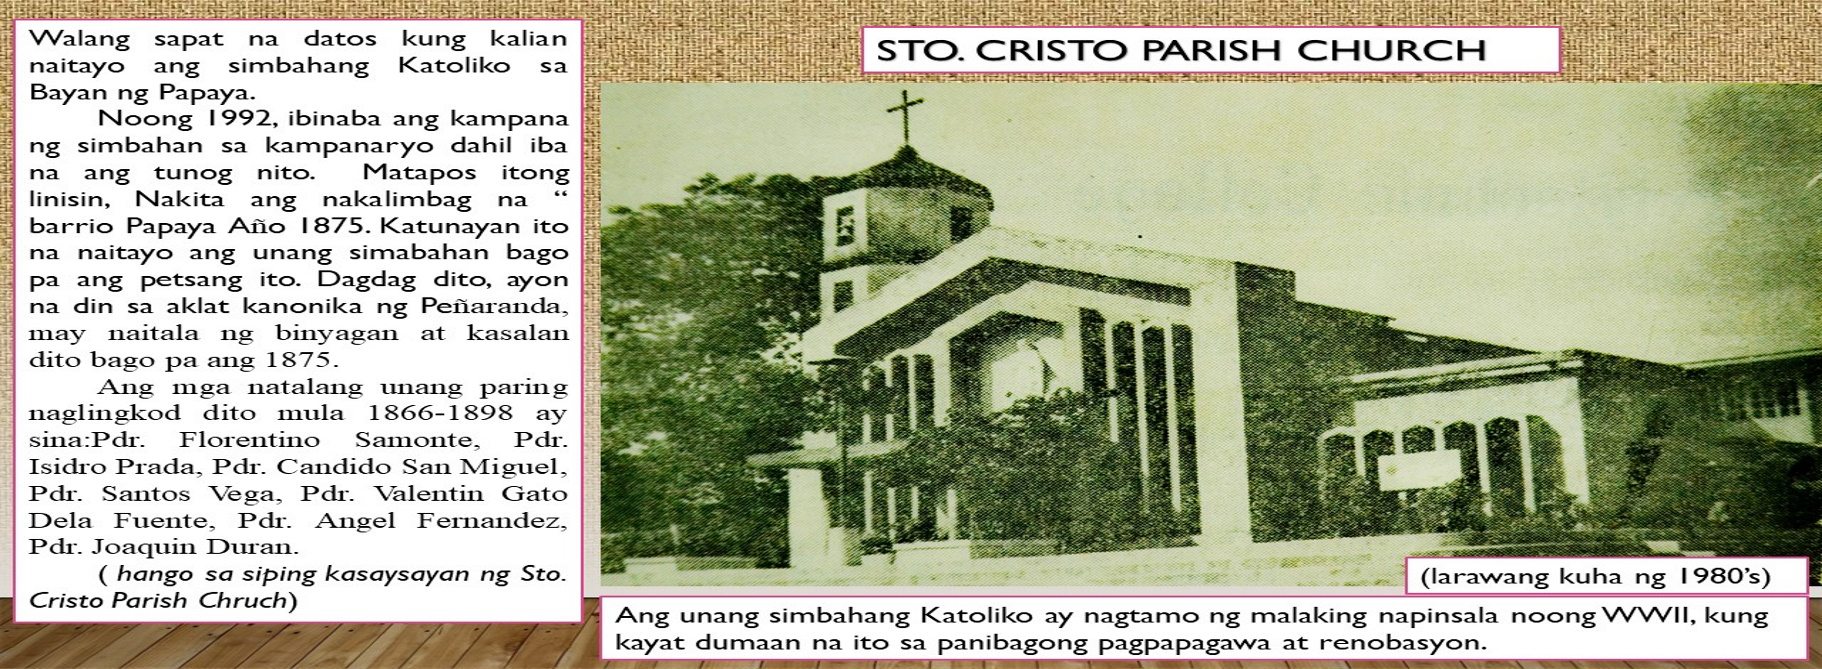 Walang sapat na datos kung kalian
naitayo ang simbahang Katoliko sa
Bayan ng Papaya.
Noong 1992, ibinaba ang kampana
ng simbahan sa kampanaryo dahil iba
na ang tunog nito. Matapos itong
linisin, Nakita ang nakalimbag na “
barrio Papaya Año 1875. Katunayan ito
na naitayo ang unang simabahan bago
pa ang petsang ito. Dagdag dito, ayon
na din sa aklat kanonika ng Peñaranda,
may naitala ng binyagan at kasalan
dito bago pa ang 1875.
Ang mga natalang unang paring
naglingkod dito mula 1866-1898 ay
sina:Pdr. Florentino Samonte, Pdr.
Isidro Prada, Pdr. Candido San Miguel,
Pdr. Santos Vega, Pdr. Valentin Gato
Dela Fuente, Pdr. Angel Fernandez,
Pdr. Joaquin Duran.
( hango sa siping kasaysayan ng Sto.
Cristo Parish Chruch)
STO. CRISTO PARISH CHURCH
(larawang kuha ng 1980’s)
Ang unang simbahang Katoliko ay nagtamo ng malaking napinsala noong WWII, kung
kayat dumaan na ito sa panibagong pagpapagawa at renobasyon.